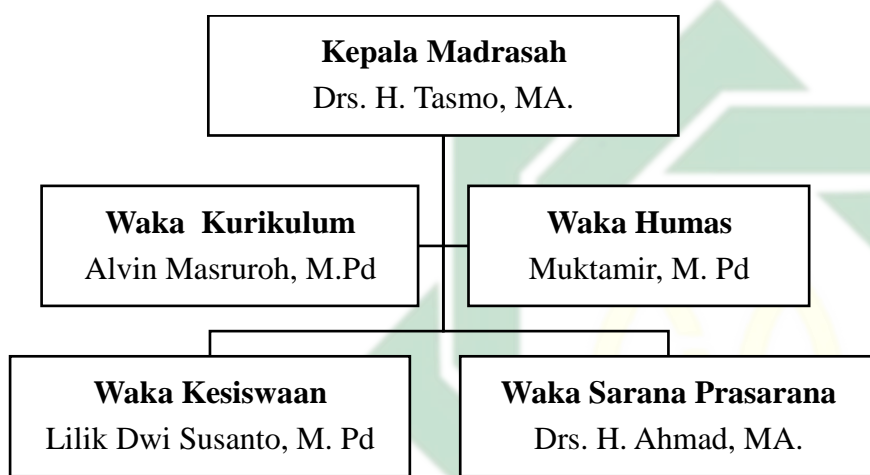 Kepala Madrasah
Drs. H. Tasmo, MA.
Waka Kurikulum
Alvin Masruroh, M.Pd
Waka Humas
Muktamir, M. Pd
Waka Kesiswaan
Lilik Dwi Susanto, M. Pd
Waka Sarana Prasarana
Drs. H. Ahmad, MA.